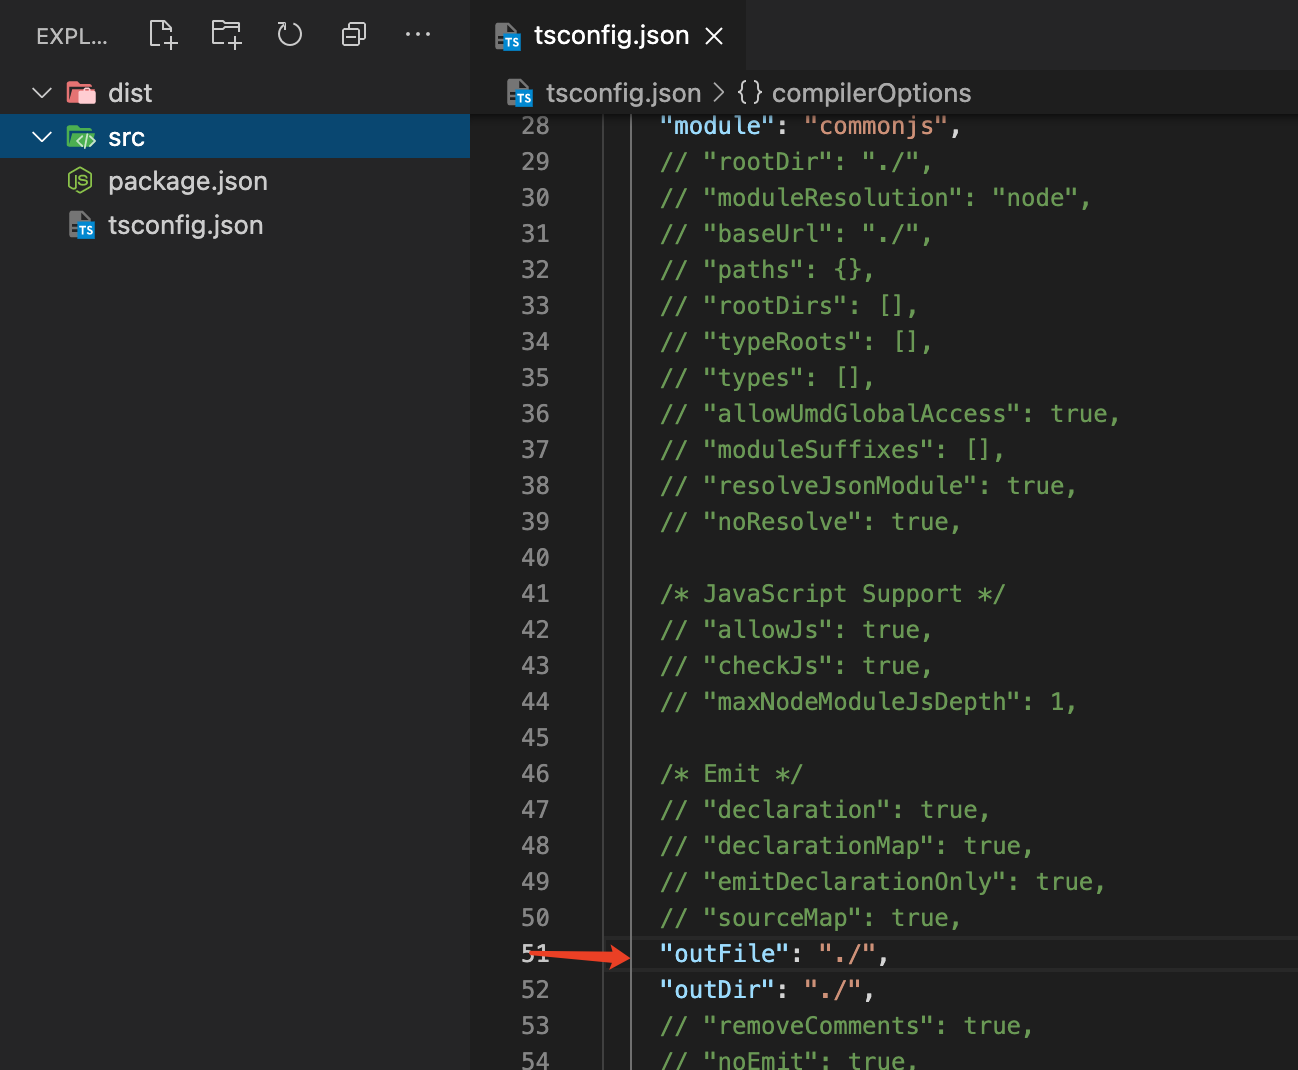 EXPL...
dist
src
package.json
tsconfig.json
tsconfig.json
tsconfig.json > {} compilerOptions
28 "module": "commonjs",
29 // "rootDir": "./",
30 // "moduleResolution": "node",
31 // "baseUrl": "./",
32 // "paths": {},
33 // "rootDirs": [],
34 // "typeRoots": [],
35 // "types": [],
36 // "allowUmdGlobalAccess": true,
37 // "moduleSuffixes": [],
38 // "resolveJsonModule": true,
39 // "noResolve": true,
40
41 /* JavaScript Support */
42 // "allowJs": true,
43 // "checkJs": true,
44 // "maxNodeModuleJsDepth": 1,
45
46 /* Emit */
47 // "declaration": true,
48 // "declarationMap": true,
49 // "emitDeclarationOnly": true,
50 // "sourceMap": true,
51 "outFile": "./",
52 "outDir": "./",
53 // "removeComments": true,
54 // "noEmit": true,